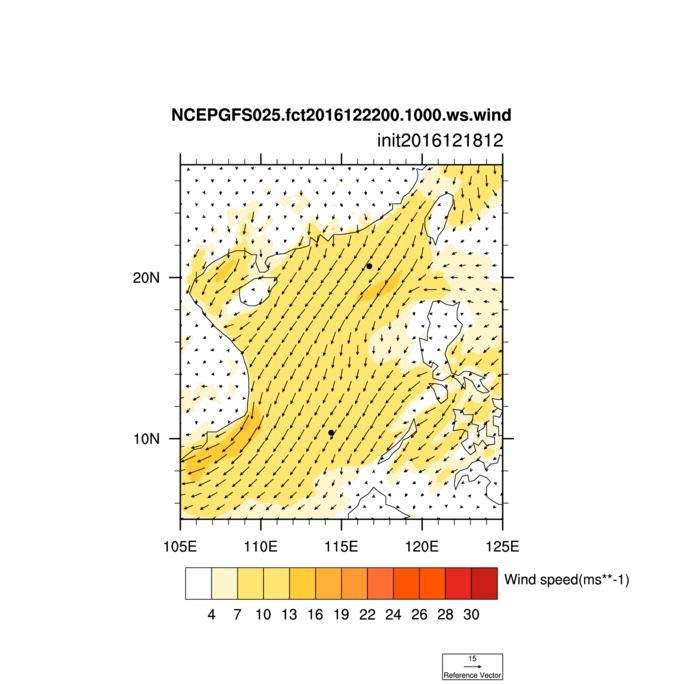 NCEPGFS025.fct2016122200.1000.ws.wind
init2016121812
20N
10N
105E 110E 115E 120E 125E
Wind speed(ms**-1)
4 7 10 13 16 19 22 24 26 28 30
15
Reference Vector